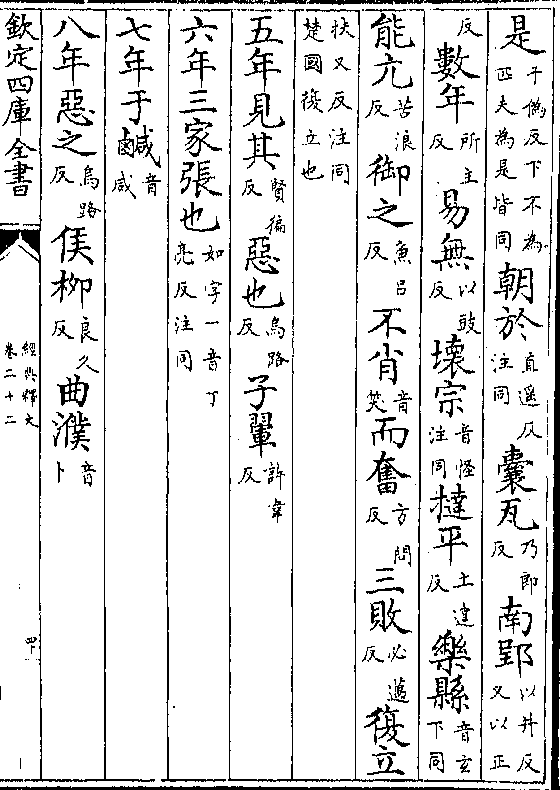 是于偽反下不為匹夫為是皆同朝於直遥反注同囊瓦乃郎反南郢以井反又以正
反數年所主反易無以豉反壞宗音怪注同撻平土達反樂縣音玄下同
能亢苦浪反御之魚呂反不肖音笑而奮方問反三敗必邁反復立
扶又反注同楚國復立也
五年見其賢徧反惡也烏路反子翬許韋反
六年三家張也如字一音丁亮反注同
七年于鹹音咸
八年惡之烏路反侯柳良久反曲濮音卜
欽定四庫全書
經典釋文
卷二十二